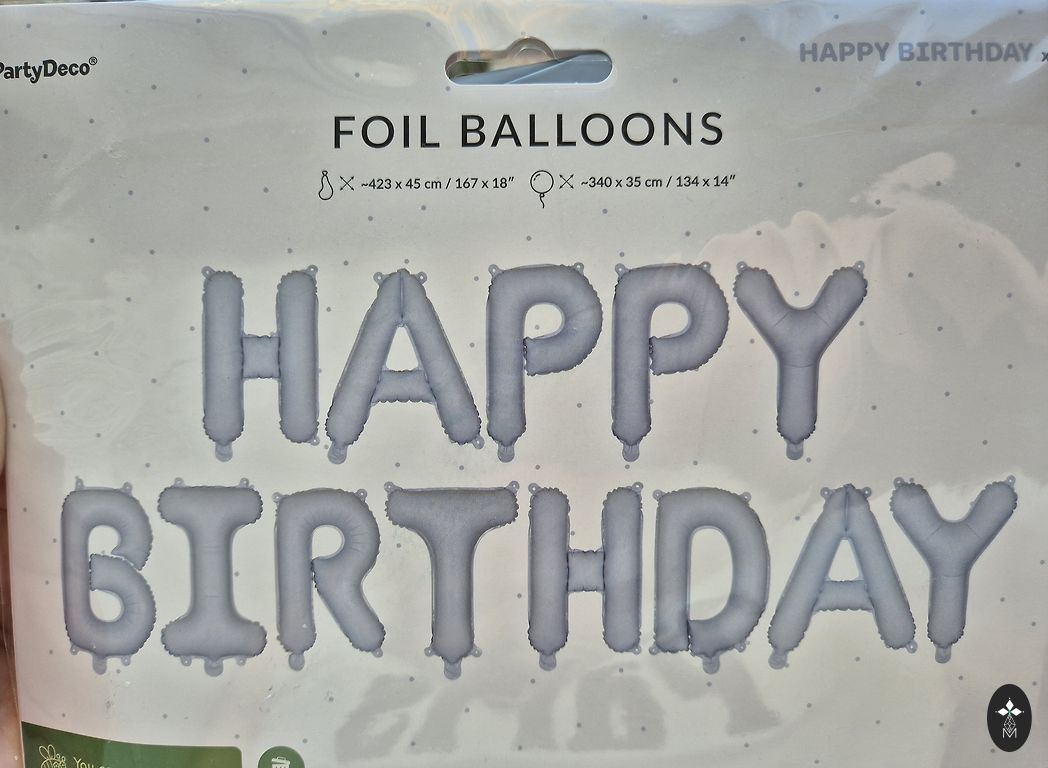 PartyDeco®
HAPPY BIRTHDAY
FOIL BALLOONS
~423 x 45 cm / 167 x 18” ~340 x 35 cm / 134 x 14”
HAPPY
BIRTHDAY
M